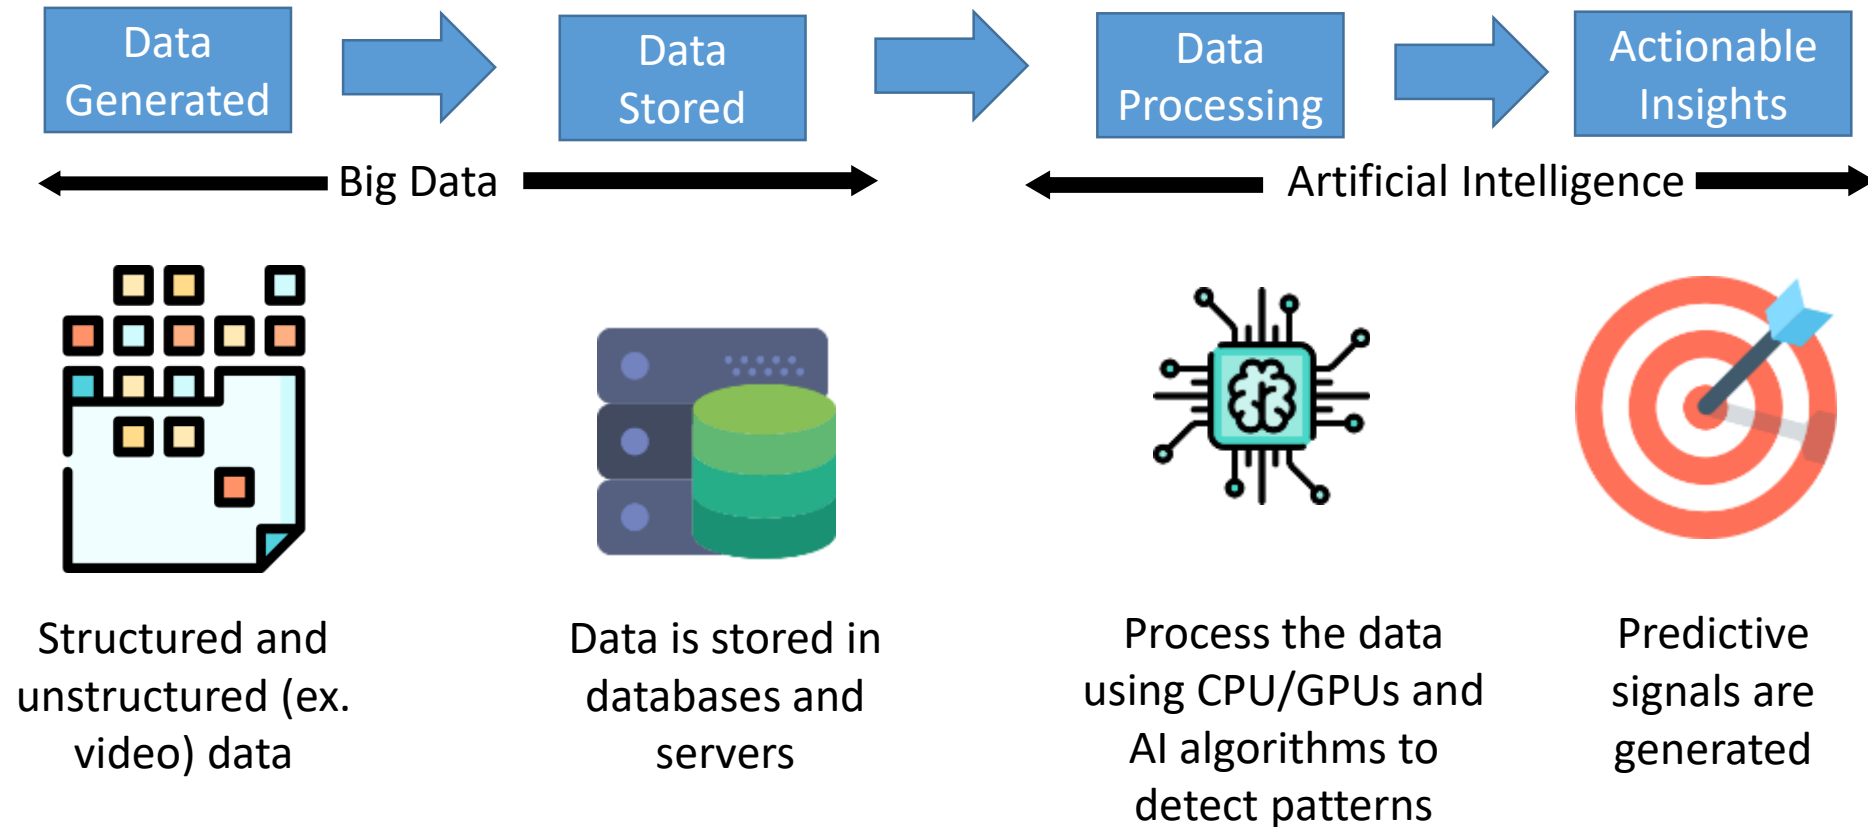 Data
Generated
Data
Stored
Data
Processing
Actionable
Insights
Big Data
Artificial Intelligence
Structured and
unstructured (ex.
video) data
Data is stored in
databases and
servers
Process the data
using CPU/GPUs and
AI algorithms to
detect patterns
Predictive
signals are
generated